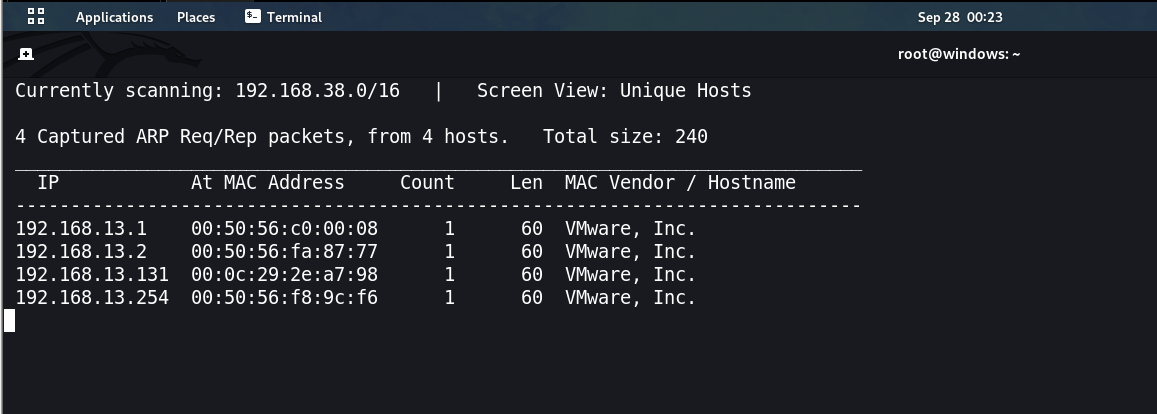 Applications Places Terminal Sep 28 00:23
root@windows: ~
Currently scanning: 192.168.38.0/16 | Screen View: Unique Hosts
4 Captured ARP Req/Rep packets, from 4 hosts. Total size: 240
_____________________________________________________________________________
IP At MAC Address Count Len MAC Vendor / Hostname
-----------------------------------------------------------------------------
192.168.13.1 00:50:56:c0:00:08 1 60 VMware, Inc.
192.168.13.2 00:50:56:fa:87:77 1 60 VMware, Inc.
192.168.13.131 00:0c:29:2e:a7:98 1 60 VMware, Inc.
192.168.13.254 00:50:56:f8:9c:f6 1 60 VMware, Inc.